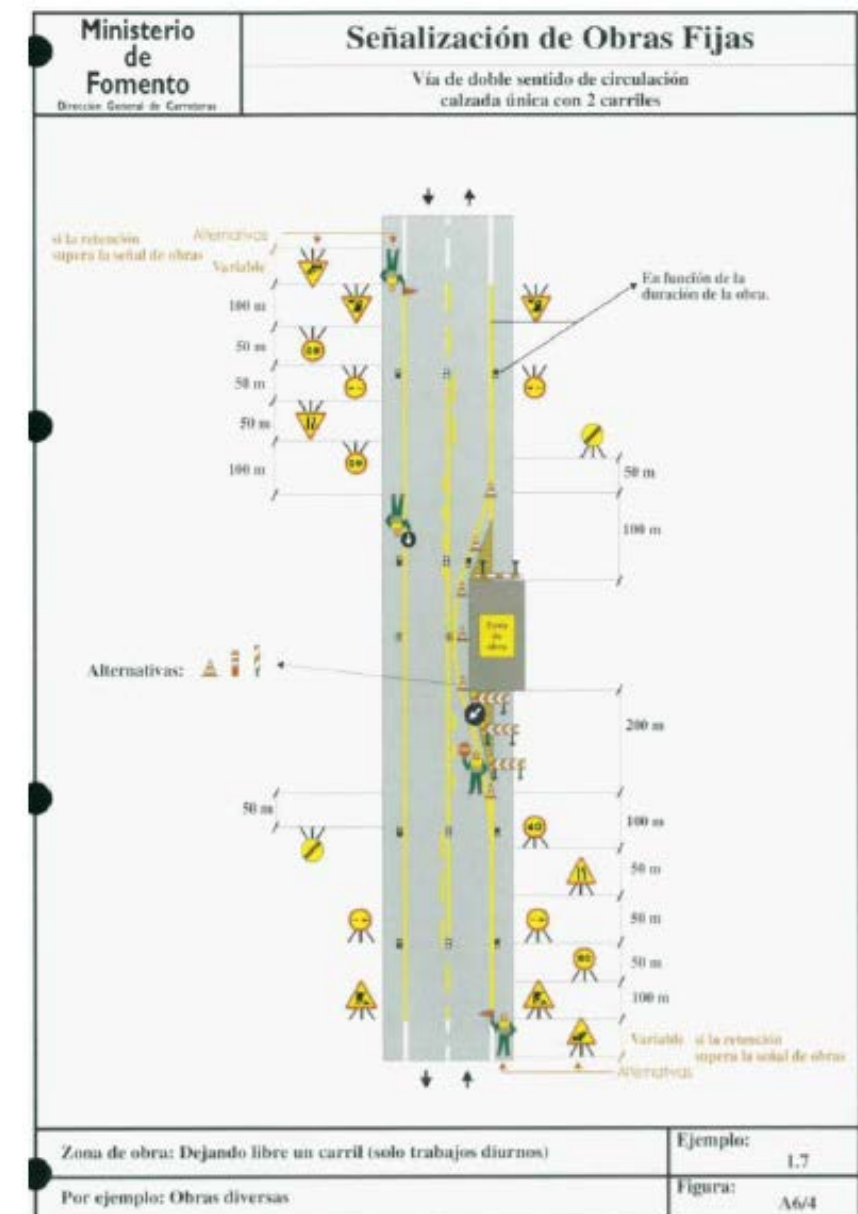 Ministerio
de
Fomento
Dirección General de Carreteras
Señalización de Obras Fijas
Vía de doble sentido de circulación
calzada única con 2 carriles
si la retención
supera la señal de obras
Alternativas
Variable
100 m
50 m
50 m
50 m
100 m
En función de la
duración de la obra.
50 m
100 m
Zona
de
obra
Alternativas:
200 m
50 m
100 m
40
50 m
50 m
80
50 m
100 m
Variable si la retención
supera la señal de obras
Alternativas
Zona de obra: Dejando libre un carril (solo trabajos diurnos)
Ejemplo:
1.7
Por ejemplo: Obras diversas
Figura:
A6/4